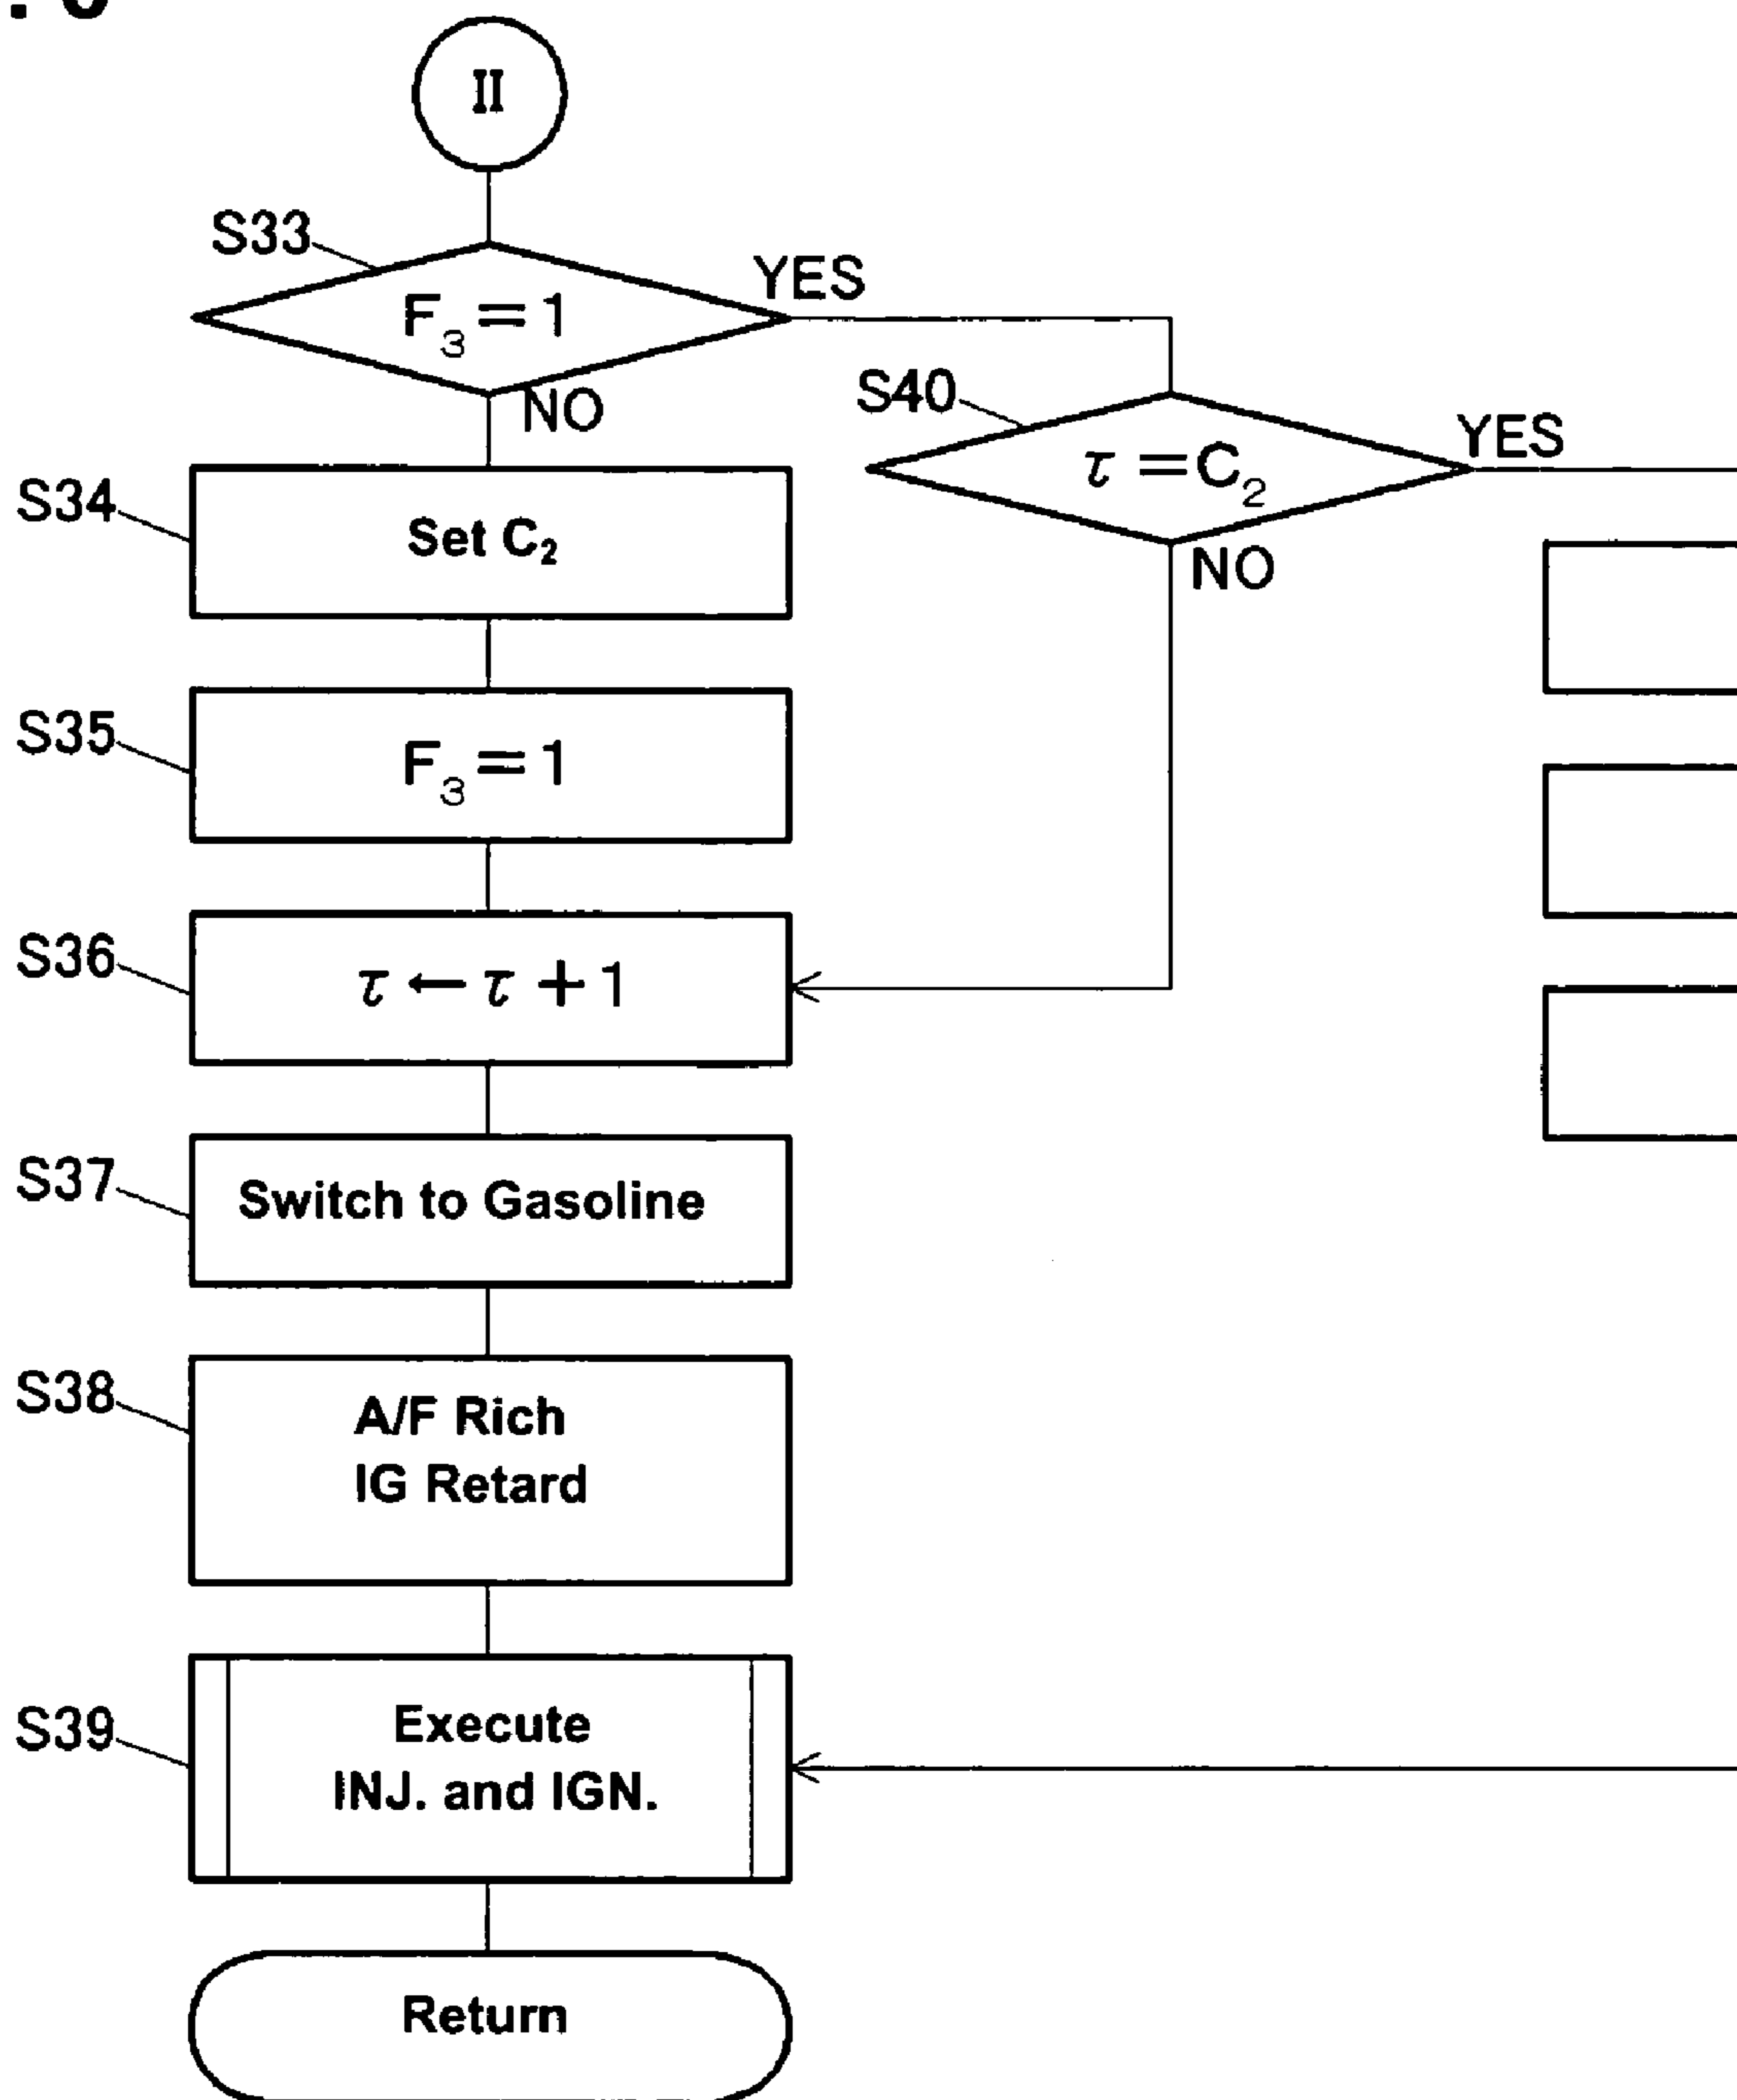 II
S33
F₃=1
YES
NO
S40
τ=C₂
YES
NO
S34
Set C₂
S35
F₃=1
S36
τ←τ+1
S37
Switch to Gasoline
S38
A/F Rich
IG Retard
S39
Execute
INJ. and IGN.
Return